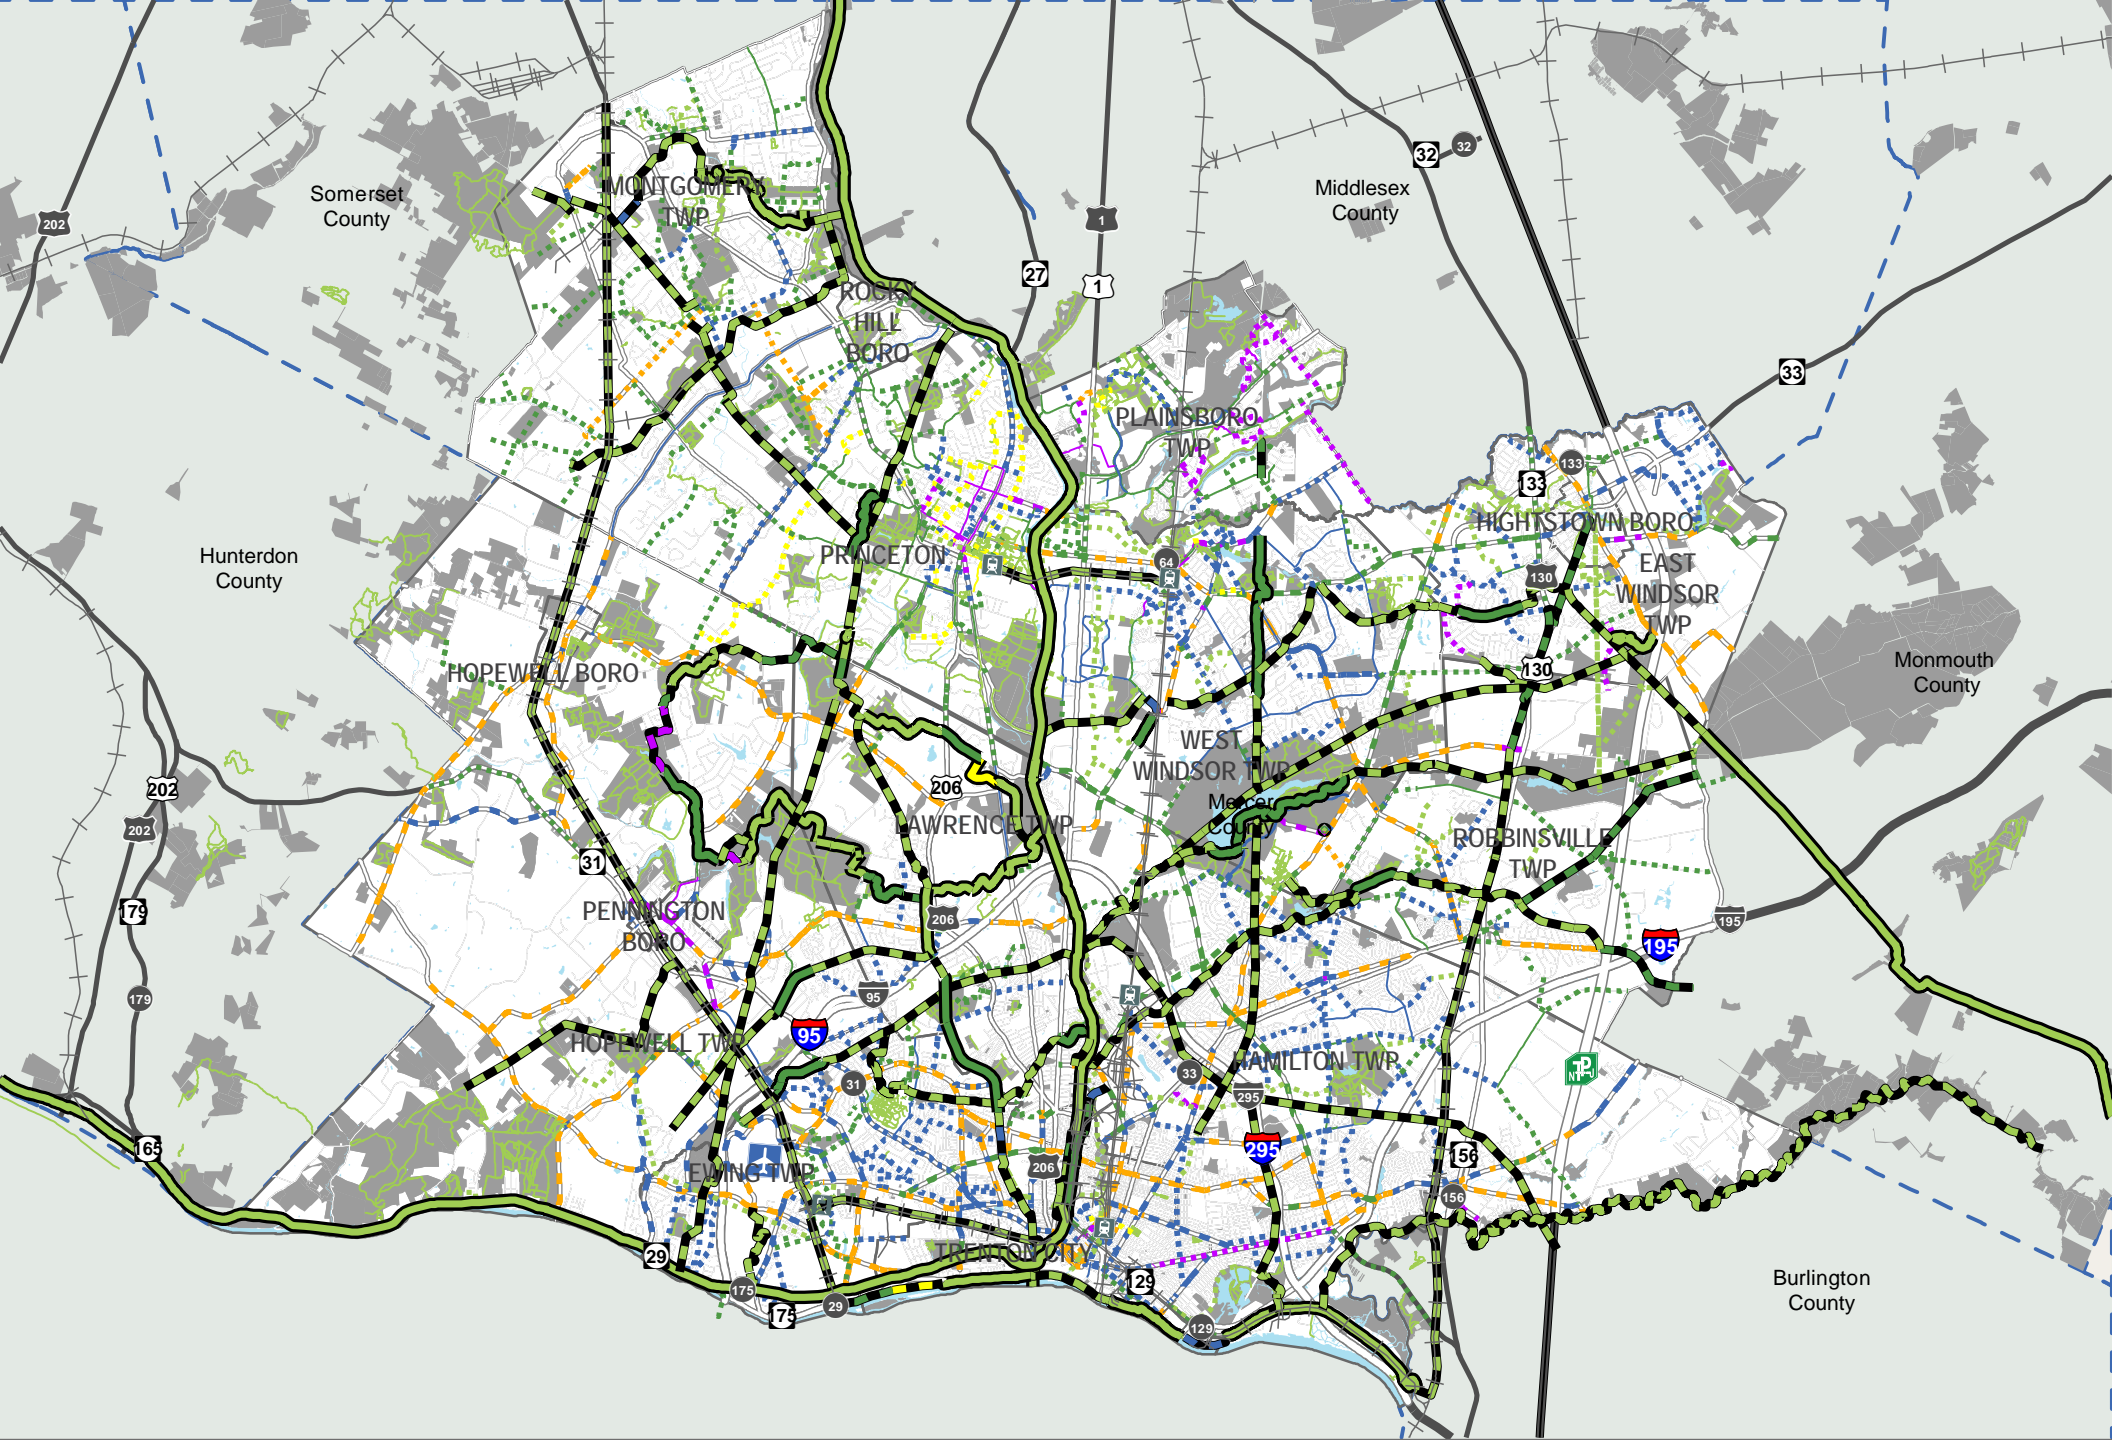 32
32
Somerset
County
MONTGOMERY
TWP
Middlesex
County
202
1
27
1
ROCKY
HILL
BORO
33
PLAINSBORO
TWP
133
133
HIGHTSTOWN BORO
Hunterdon
County
PRINCETON
64
130
EAST
WINDSOR
TWP
HOPEWELL BORO
130
Monmouth
County
WEST
WINDSOR TWP
202
206
Mercer
County
202
LAWRENCE TWP
ROBBINSVILLE
TWP
31
179
PENNINGTON
BORO
206
195
195
179
95
95
HOPEWELL TWP
HAMILTON TWP
N TP J
31
33
295
165
295
156
206
EWING TWP
156
29
TRENTON CITY
129
Burlington
County
175
175
29
129